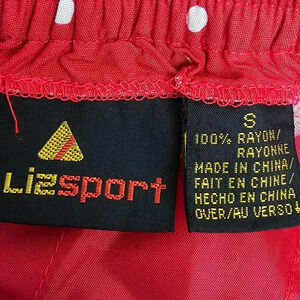 Lizsport
S
100% RAYON/
RAYONNE
MADE IN CHINA/
FAIT EN CHINE/
HECHO EN CHINA
OVER/AU VERSO↓